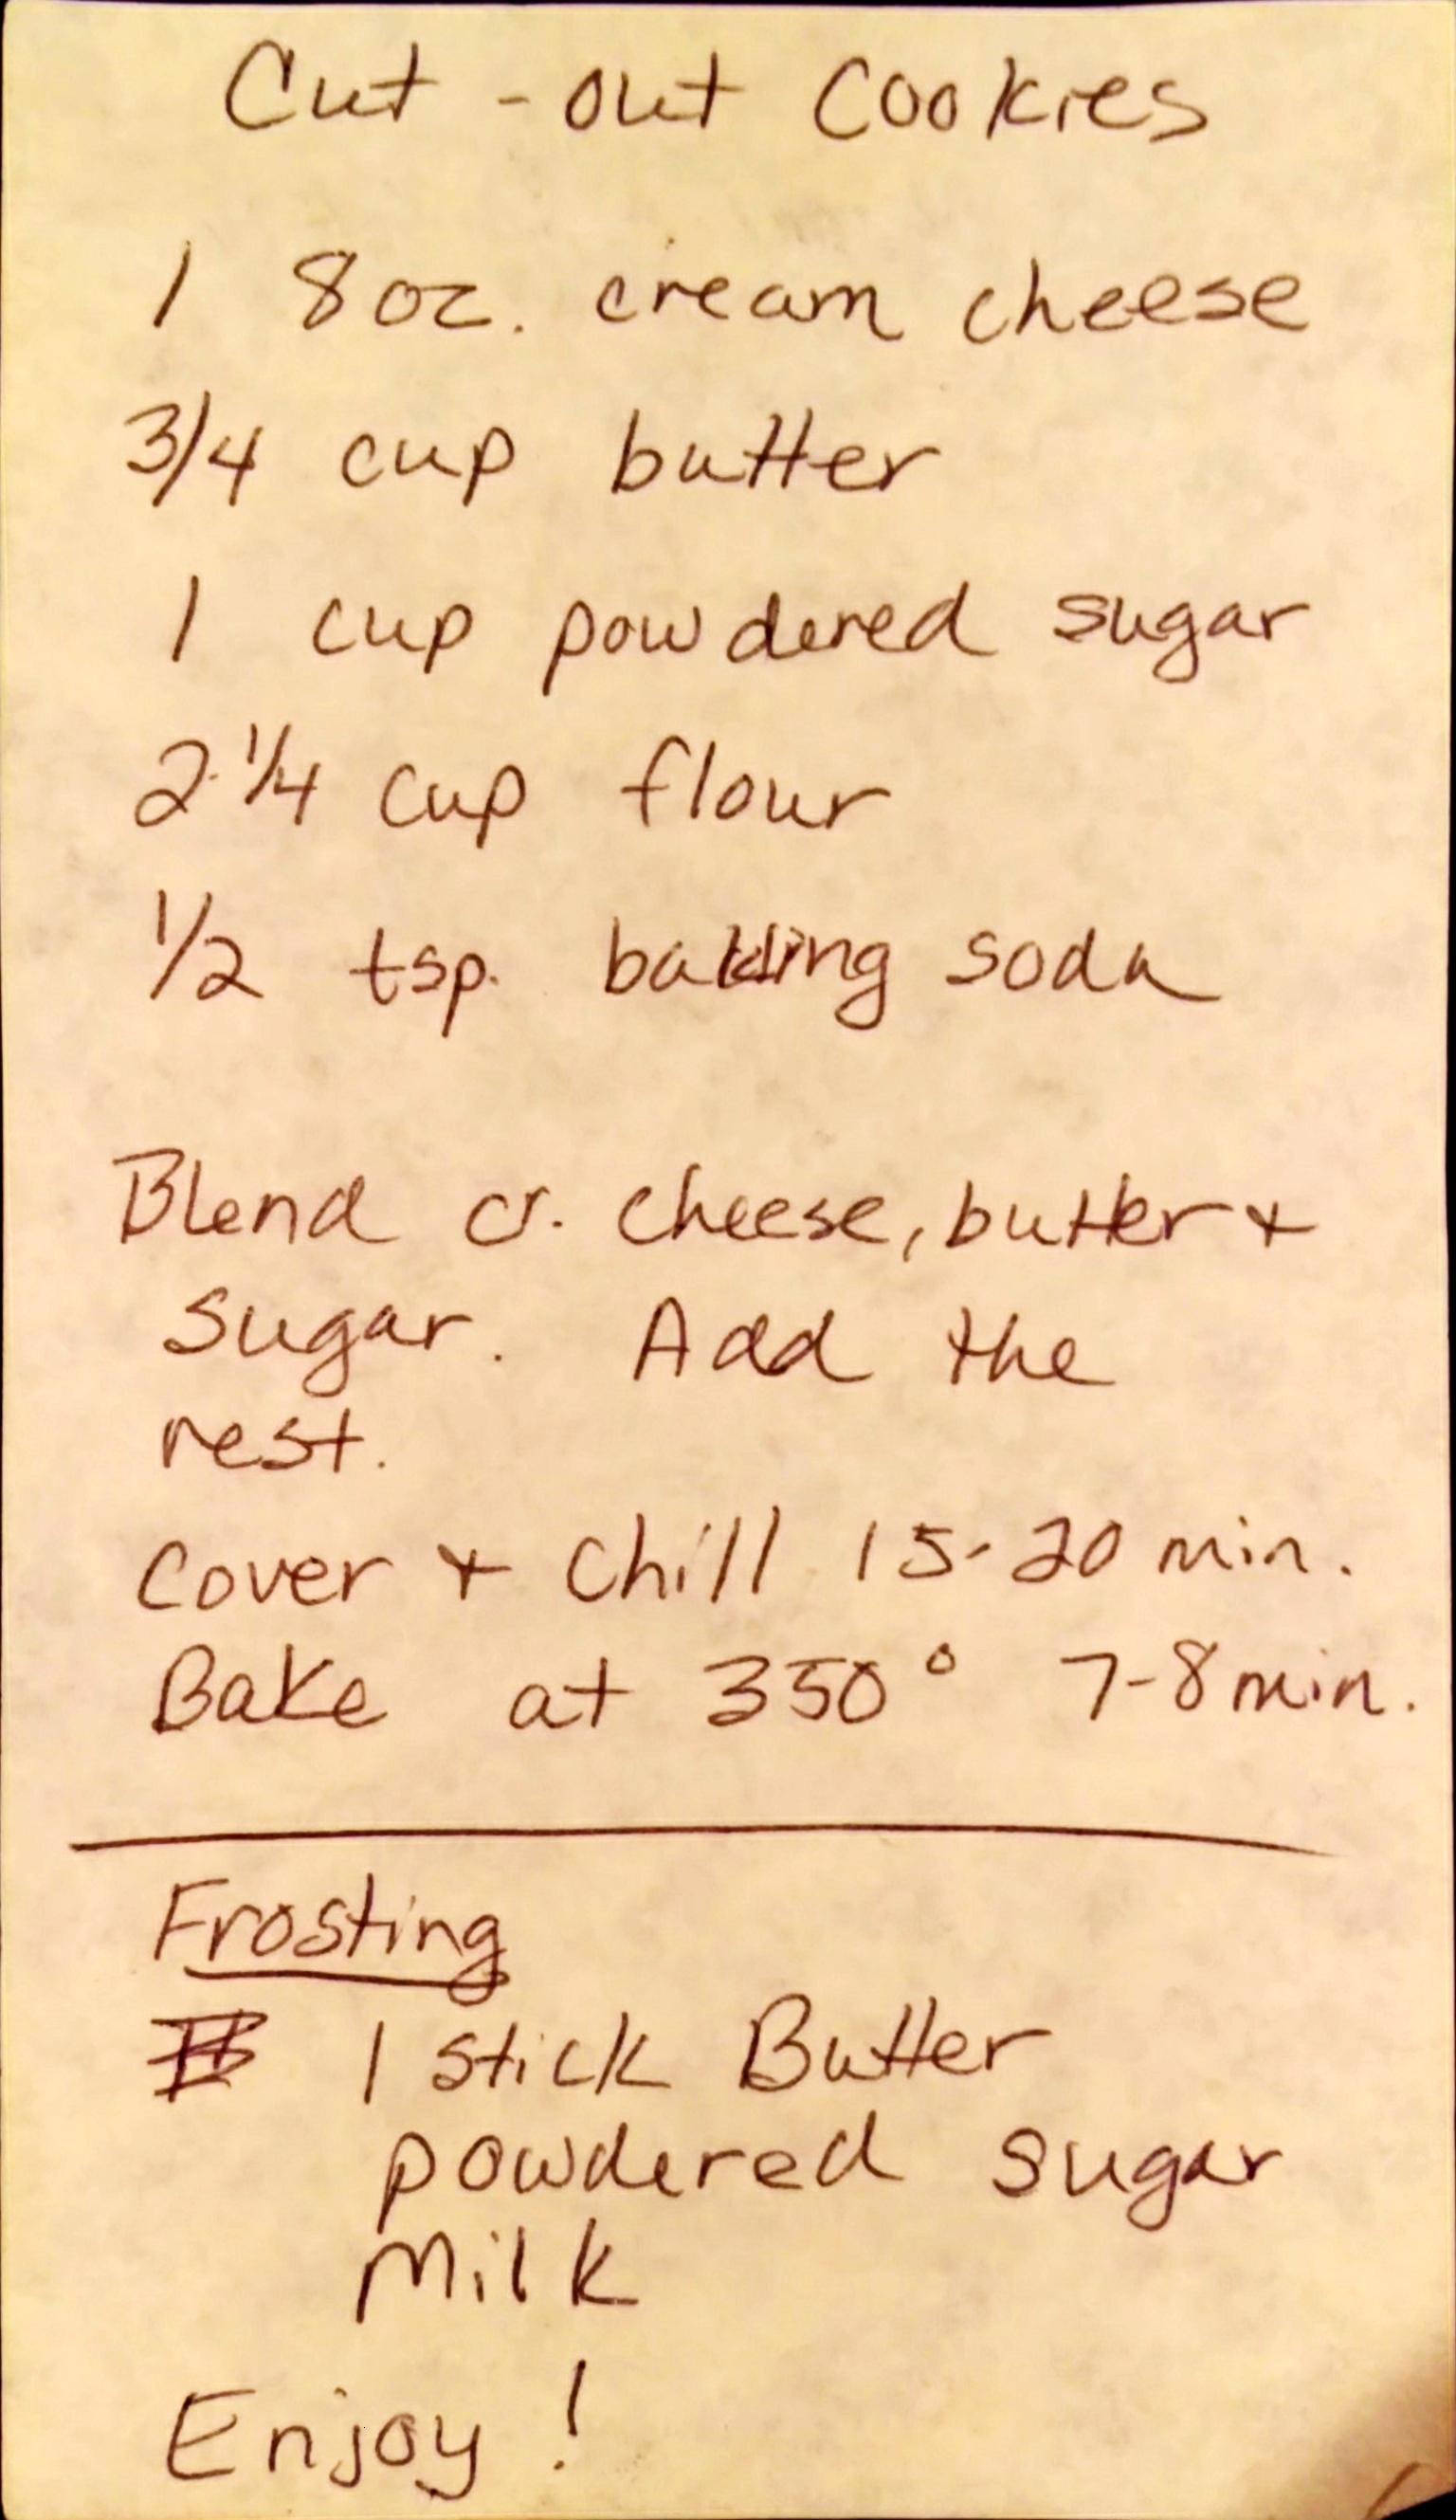 Cut - out Cookies
1 8 oz. cream cheese
3/4 cup butter
1 cup powdered sugar
2 1/4 cup flour
1/2 tsp. baking soda
Blend cr. cheese, butter +
sugar. Add the
rest.
Cover + Chill 15-20 min.
Bake at 350° 7-8 min.
Frosting
1 stick Butter
powdered sugar
Milk
Enjoy!